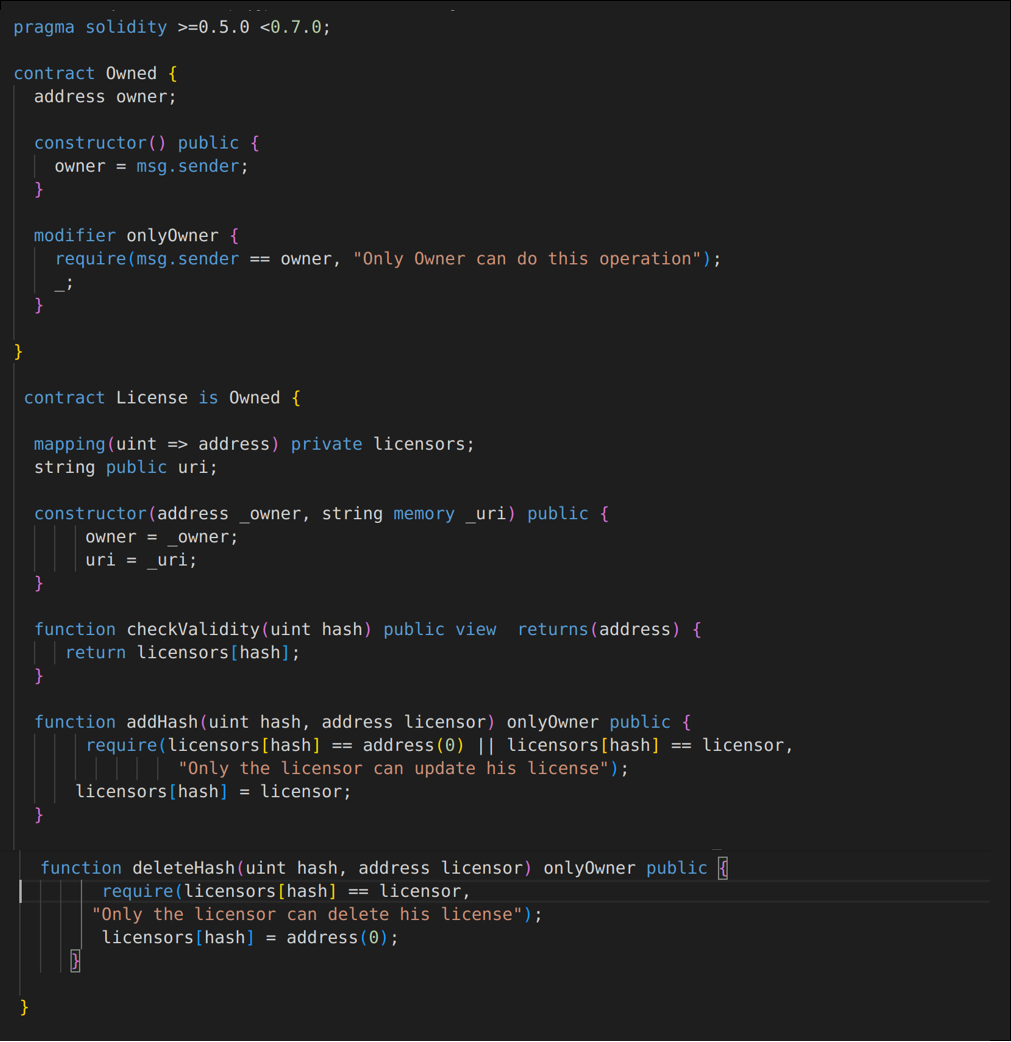 pragma solidity >=0.5.0 <0.7.0;
contract Owned {
address owner;
constructor() public {
owner = msg.sender;
}
modifier onlyOwner {
require(msg.sender == owner, "Only Owner can do this operation");
_;
}
}
contract License is Owned {
mapping(uint => address) private licensors;
string public uri;
constructor(address _owner, string memory _uri) public {
owner = _owner;
uri = _uri;
}
function checkValidity(uint hash) public view  returns(address) {
return licensors[hash];
}
function addHash(uint hash, address licensor) onlyOwner public {
require(licensors[hash] == address(0) || licensors[hash] == licensor,
"Only the licensor can update his license");
licensors[hash] = licensor;
}
function deleteHash(uint hash, address licensor) onlyOwner public {
require(licensors[hash] == licensor,
"Only the licensor can delete his license");
licensors[hash] = address(0);
}
}